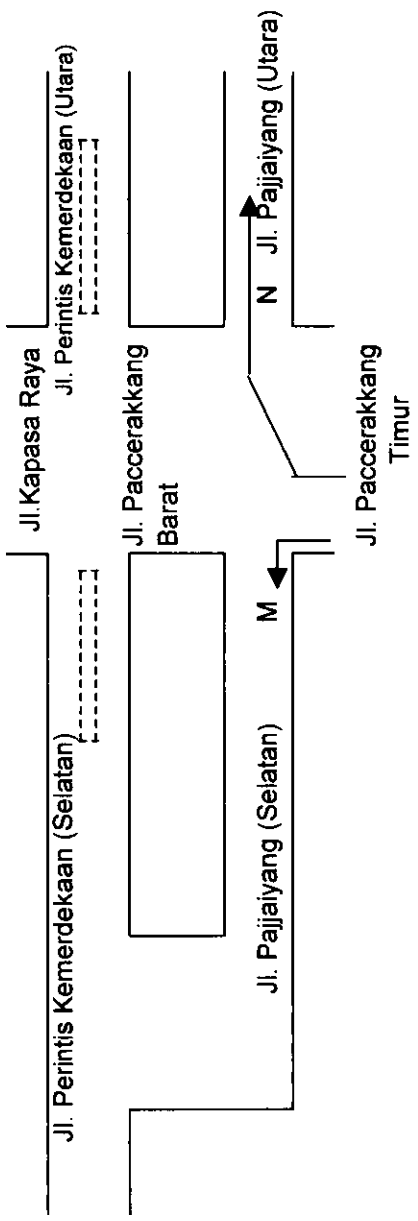 Jl.Kapasa Raya
Jl. Perintis Kemerdekaan (Utara)
Jl. Perintis Kemerdekaan (Selatan)
Jl. Paccerakkang
Barat
Jl. Pajjaiyang (Utara)
N
M
Jl. Pajjaiyang (Selatan)
Jl. Paccerakkang
Timur